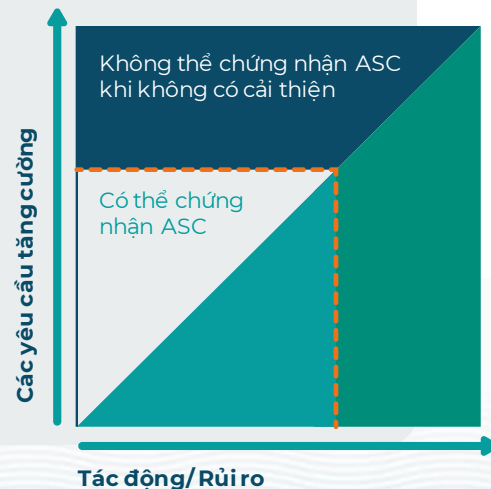 Không thể chứng nhận ASC
khi không có cải thiện
Có thể chứng
nhận ASC
Các yêu cầu tăng cường
Tác động/Rủi ro